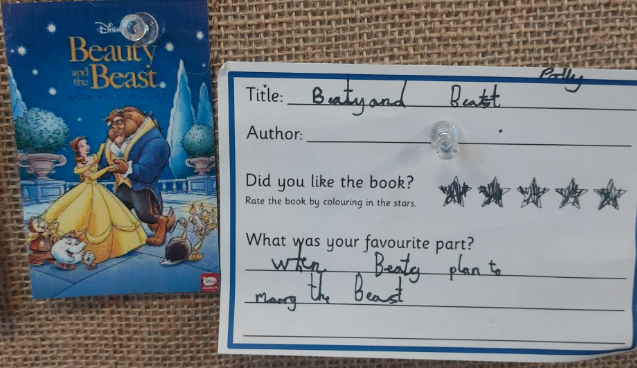 Disney
Beauty
and
the Beast
Polly
Title: Beatyand Beatst
Author:
Did you like the book?
Rate the book by colouring in the stars.
What was your favourite part?
When Beaty plan to
marry the Beast